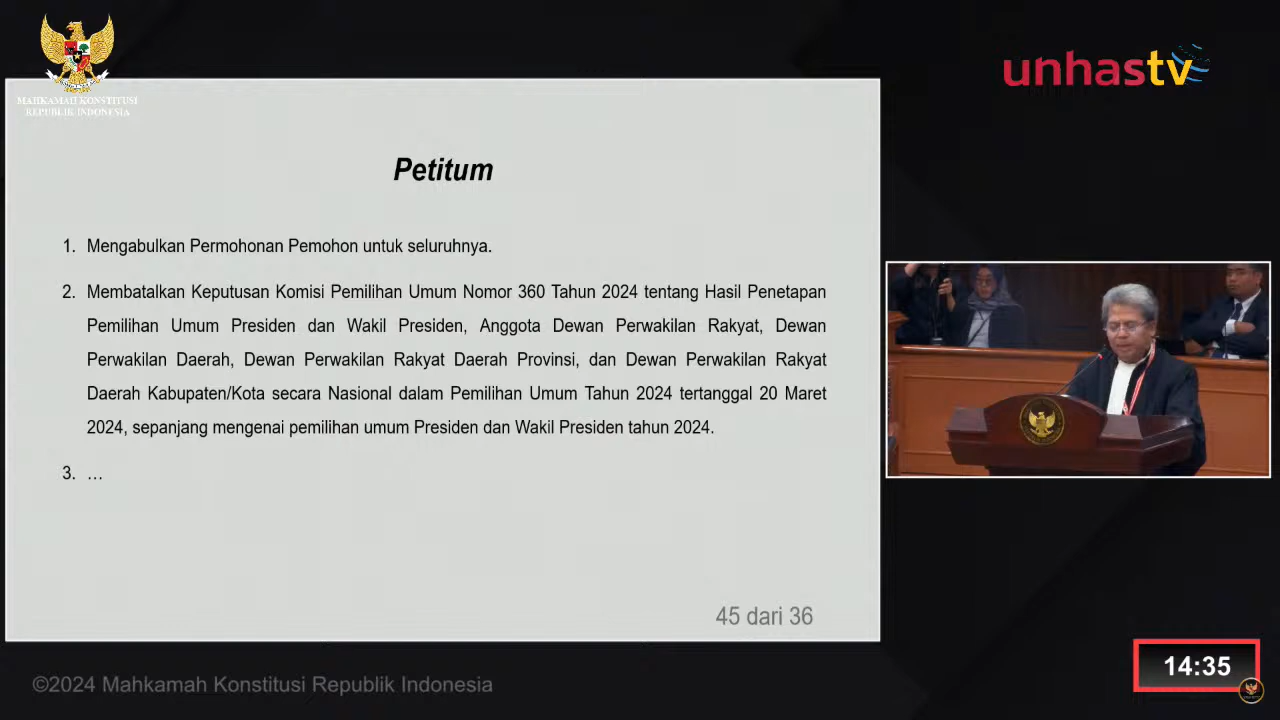 MAHKAMAH KONSTITUSI
REPUBLIK INDONESIA
unhastv
Petitum
1. Mengabulkan Permohonan Pemohon untuk seluruhnya.
2. Membatalkan Keputusan Komisi Pemilihan Umum Nomor 360 Tahun 2024 tentang Hasil Penetapan
Pemilihan Umum Presiden dan Wakil Presiden, Anggota Dewan Perwakilan Rakyat, Dewan
Perwakilan Daerah, Dewan Perwakilan Rakyat Daerah Provinsi, dan Dewan Perwakilan Rakyat
Daerah Kabupaten/Kota secara Nasional dalam Pemilihan Umum Tahun 2024 tertanggal 20 Maret
2024, sepanjang mengenai pemilihan umum Presiden dan Wakil Presiden tahun 2024.
3. …
45 dari 36
14:35
©2024 Mahkamah Konstitusi Republik Indonesia